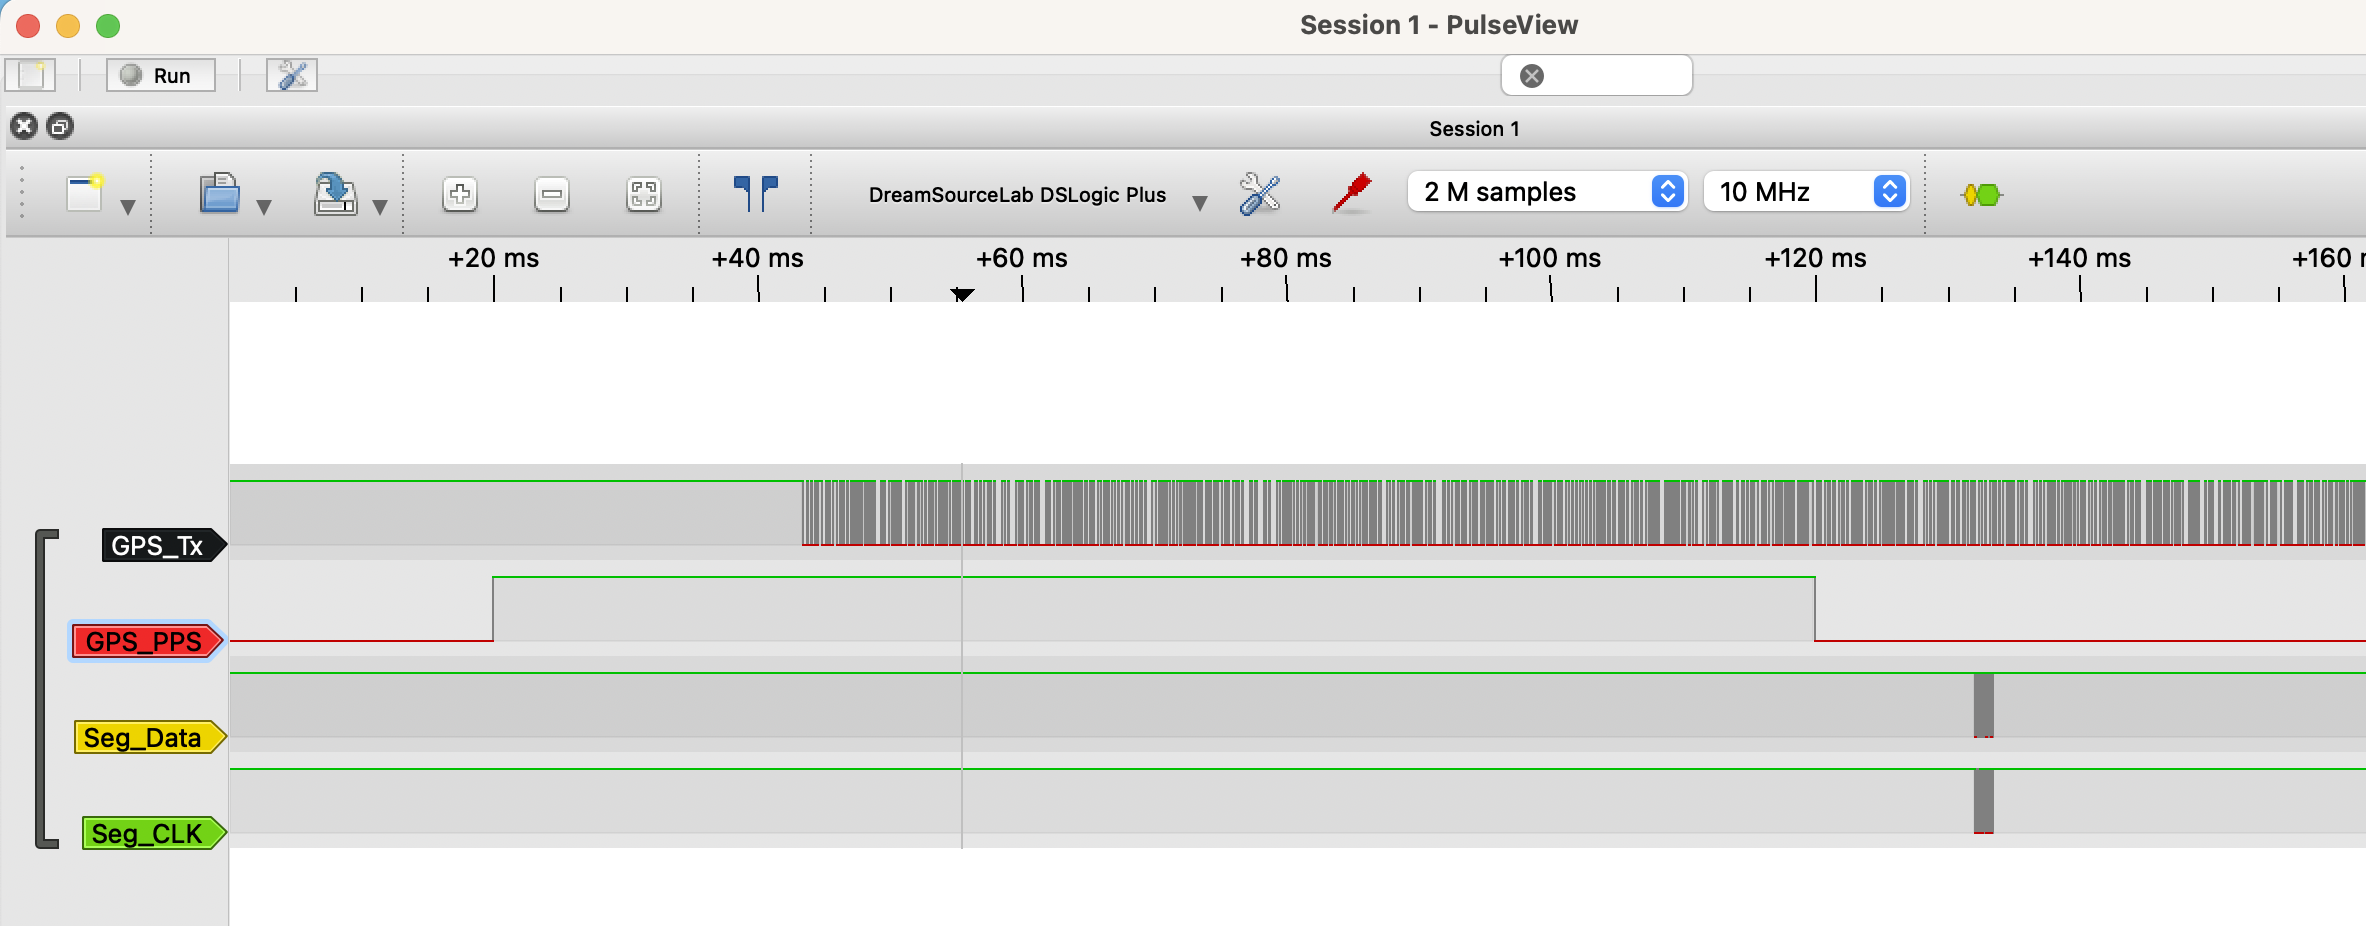 Session 1 - PulseView
Run
Session 1
DreamSourceLab DSLogic Plus
2 M samples
10 MHz
+20 ms +40 ms +60 ms +80 ms +100 ms +120 ms +140 ms +160 m
GPS_Tx
GPS_PPS
Seg_Data
Seg_CLK